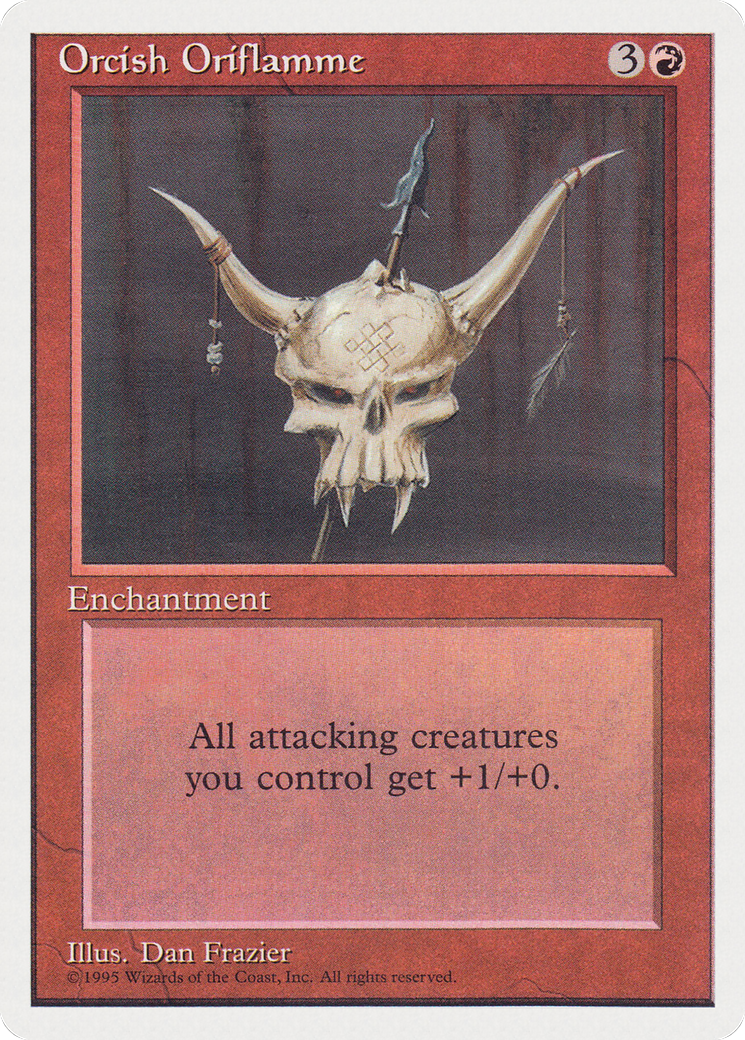 Orcish Oriflamme 3
Enchantment
All attacking creatures
you control get +1/+0.
Illus. Dan Frazier
© 1995 Wizards of the Coast, Inc. All rights reserved.